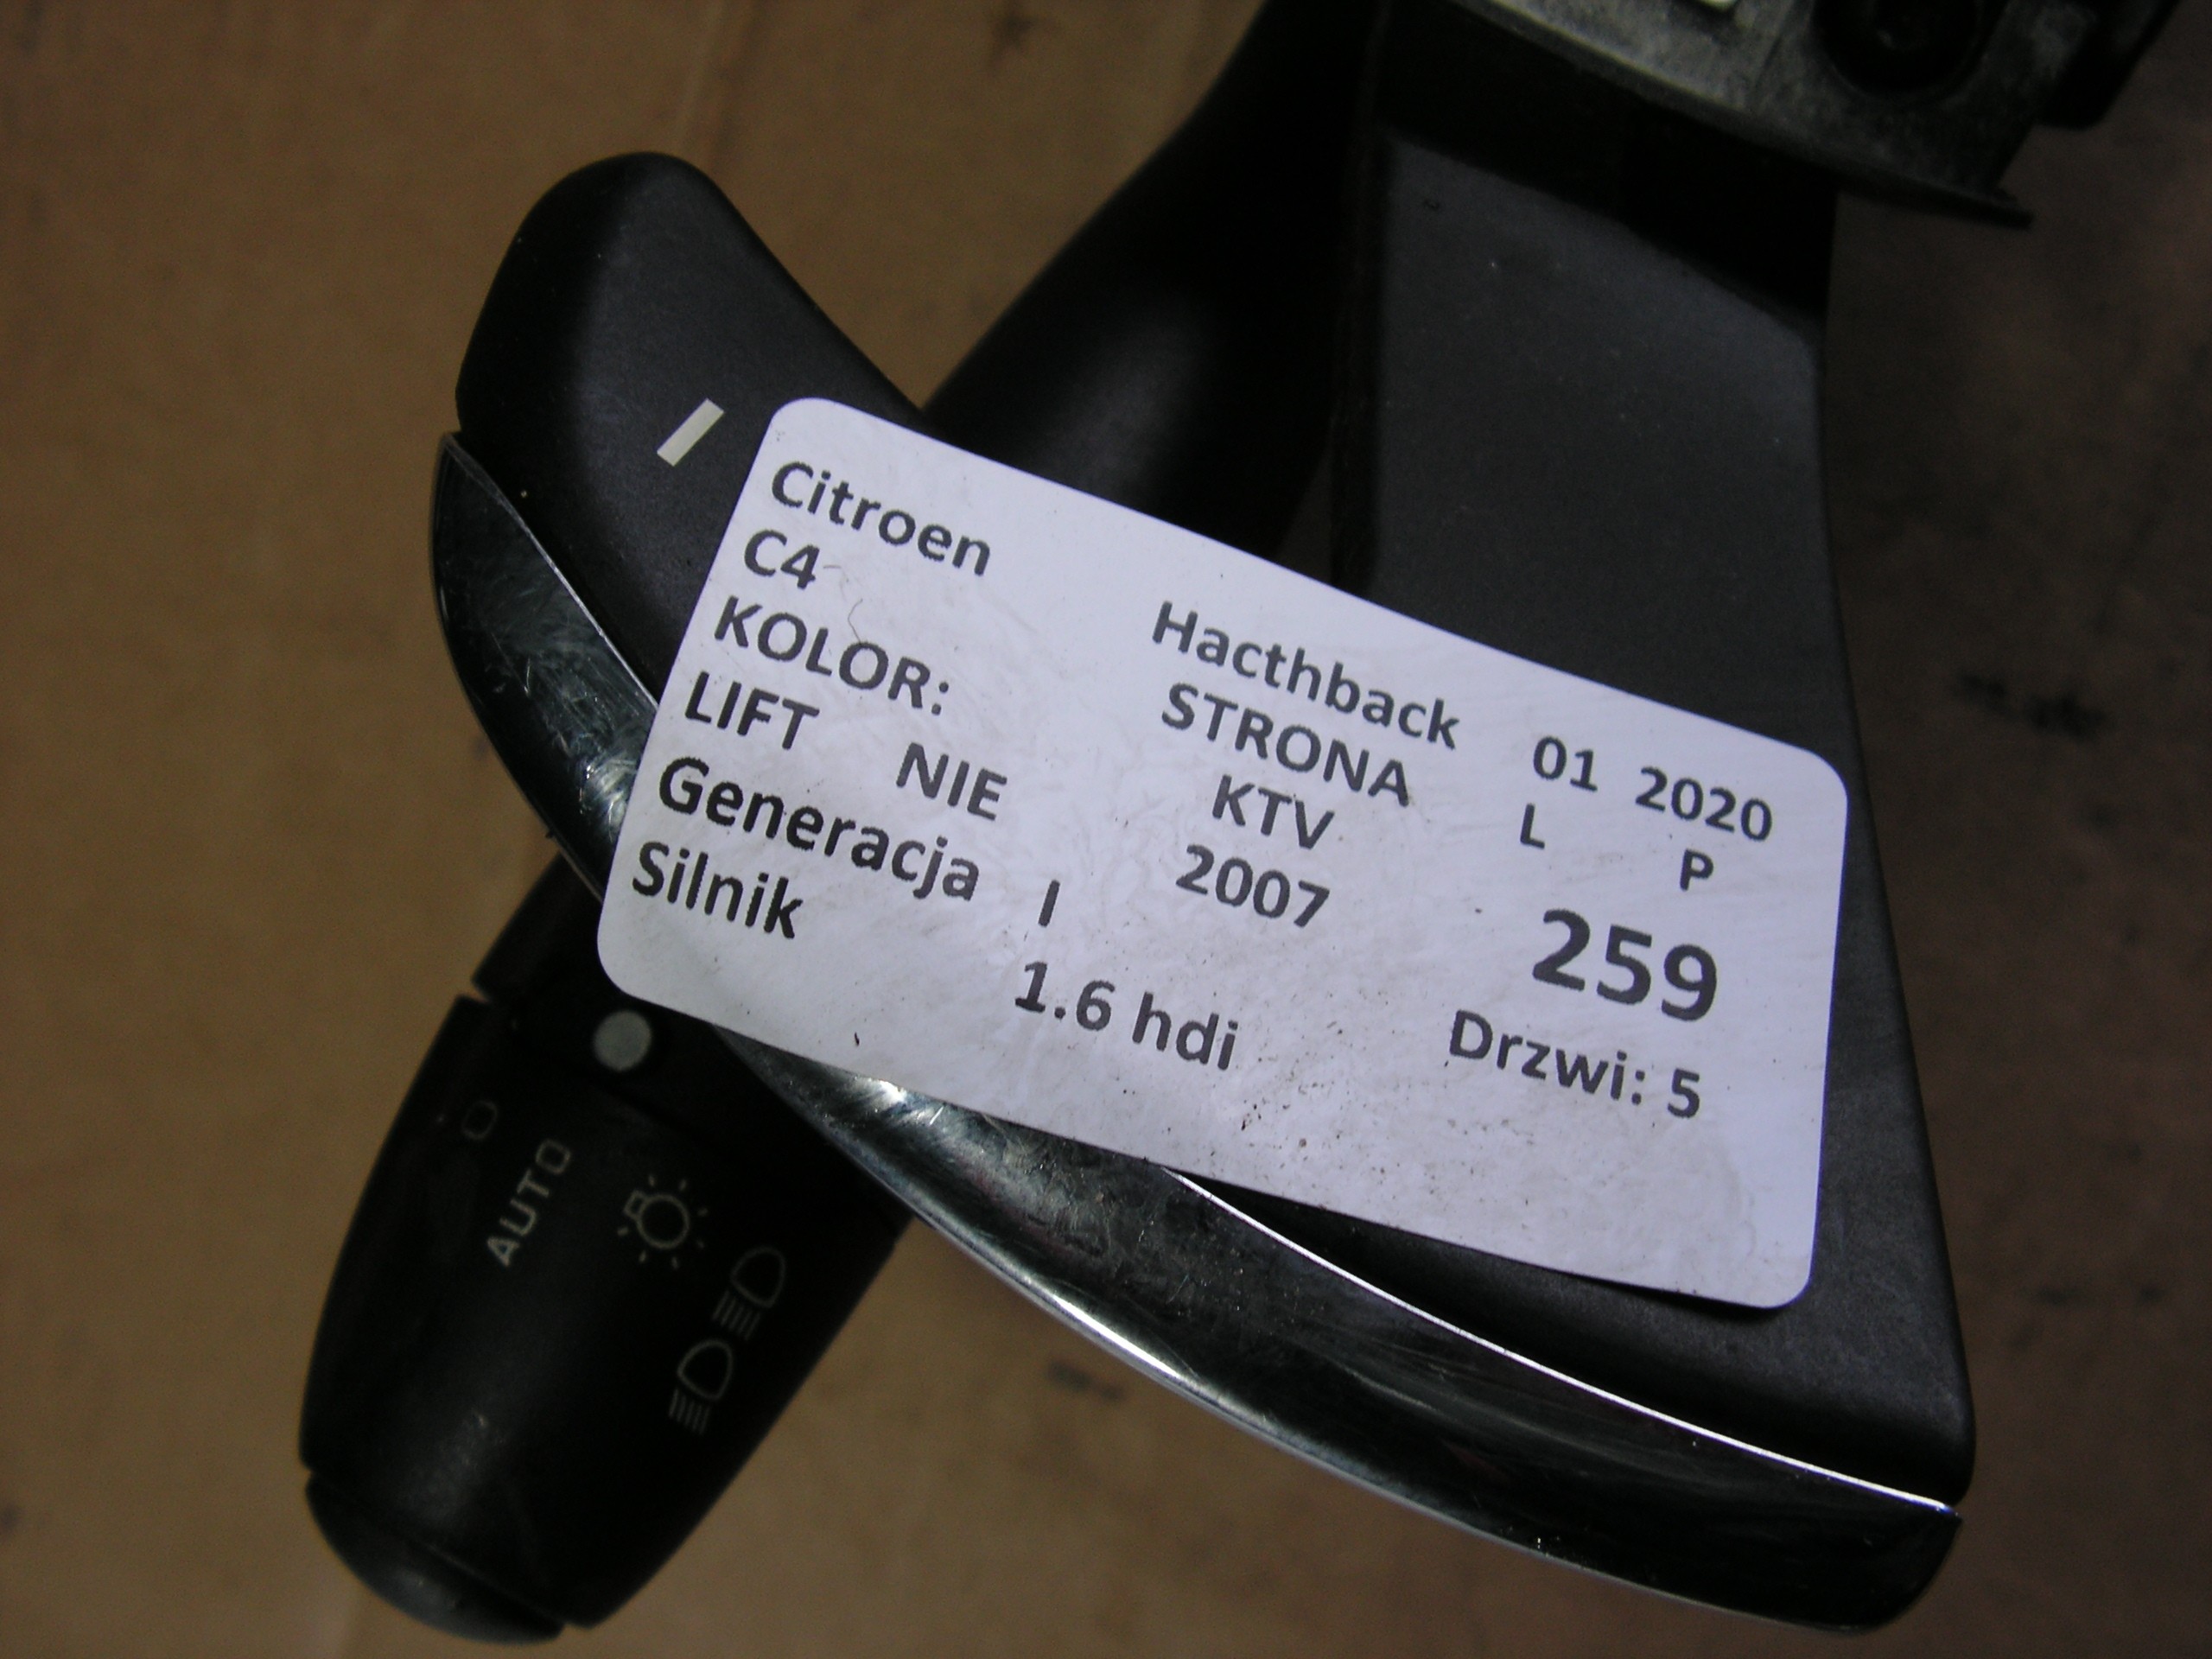 Citroen Hacthback 01 2020
C4 STRONA L P
KOLOR: KTV
LIFT NIE 2007 259
Generacja I
Silnik 1.6 hdi Drzwi: 5
AUTO